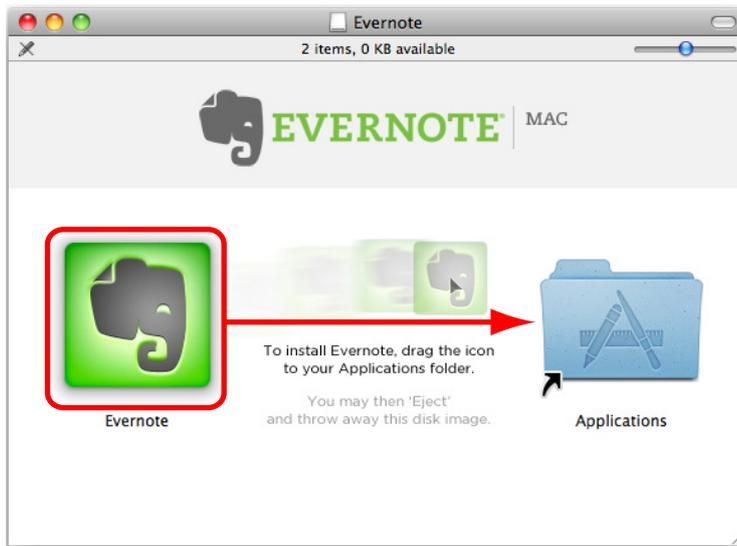 Evernote
2 items, 0 KB available
EVERNOTE® MAC
To install Evernote, drag the icon
to your Applications folder.
You may then 'Eject'
and throw away this disk image.
Evernote
Applications